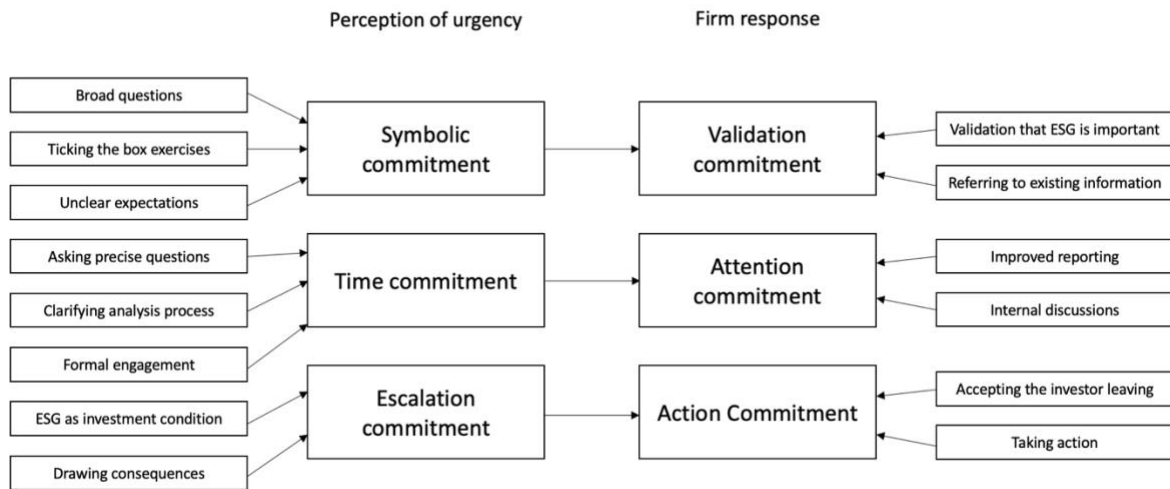 Perception of urgency
Firm response
Broad questions
Ticking the box exercises
Unclear expectations
Symbolic
commitment
Validation
commitment
Validation that ESG is important
Referring to existing information
Asking precise questions
Clarifying analysis process
Formal engagement
Time commitment
Attention
commitment
Improved reporting
Internal discussions
ESG as investment condition
Drawing consequences
Escalation
commitment
Action Commitment
Accepting the investor leaving
Taking action